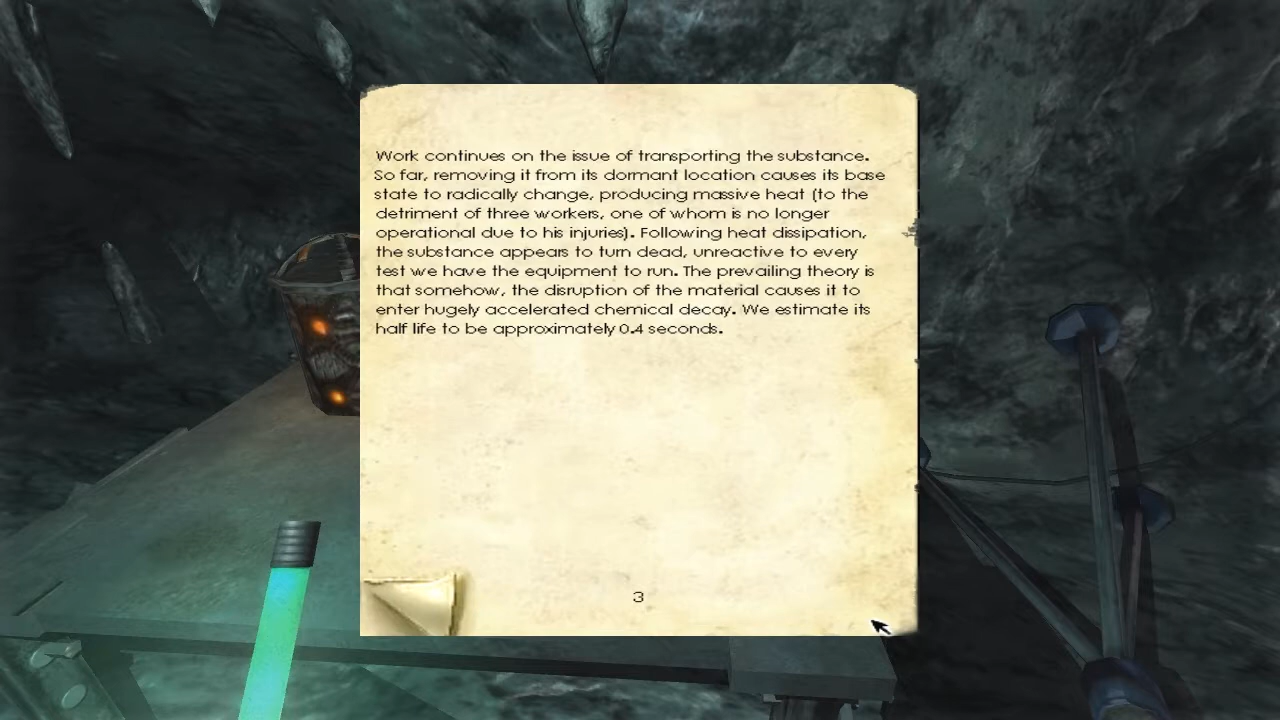 Work continues on the issue of transporting the substance.
So far, removing it from its dormant location causes its base
state to radically change, producing massive heat (to the
detriment of three workers, one of whom is no longer
operational due to his injuries). Following heat dissipation,
the substance appears to turn dead, unreactive to every
test we have the equipment to run. The prevailing theory is
that somehow, the disruption of the material causes it to
enter hugely accelerated chemical decay. We estimate its
half life to be approximately 0.4 seconds.
3